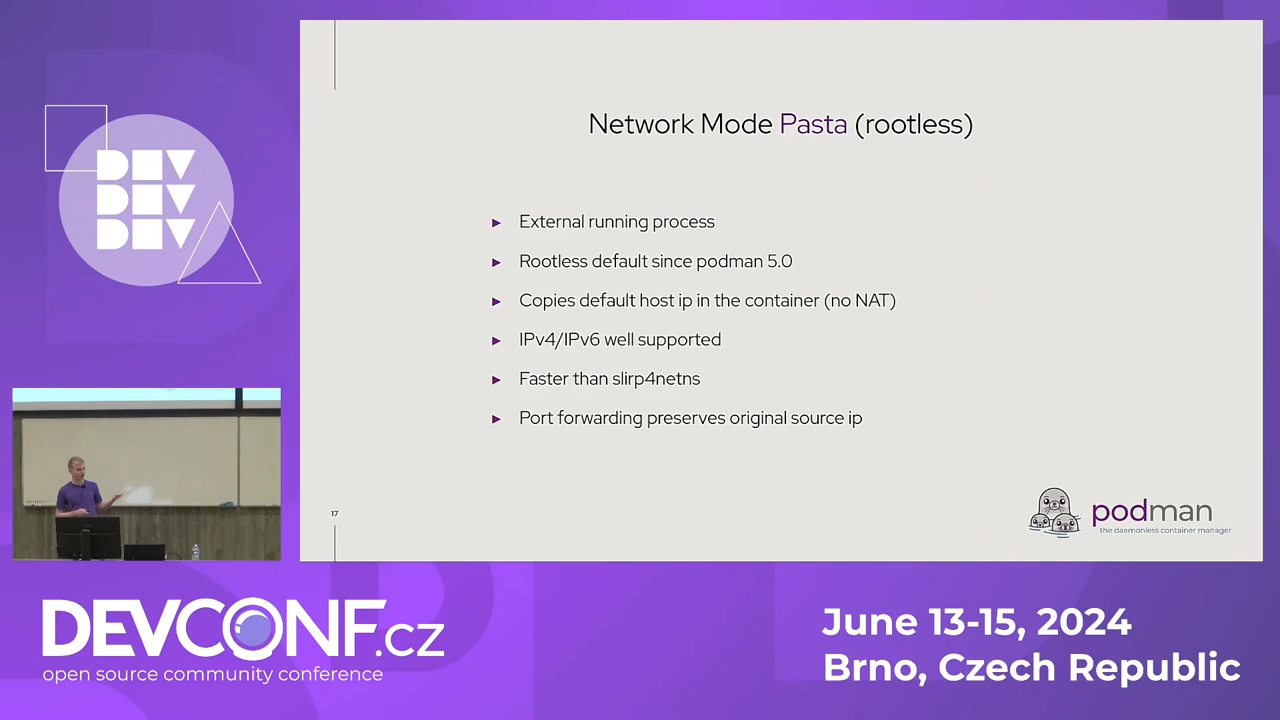 DEV
DEV
DEV
Network Mode Pasta (rootless)
► External running process
► Rootless default since podman 5.0
► Copies default host ip in the container (no NAT)
► IPv4/IPv6 well supported
► Faster than slirp4netns
► Port forwarding preserves original source ip
17
podman
the daemonless container manager
DEVCONF.cz
open source community conference
June 13-15, 2024
Brno, Czech Republic